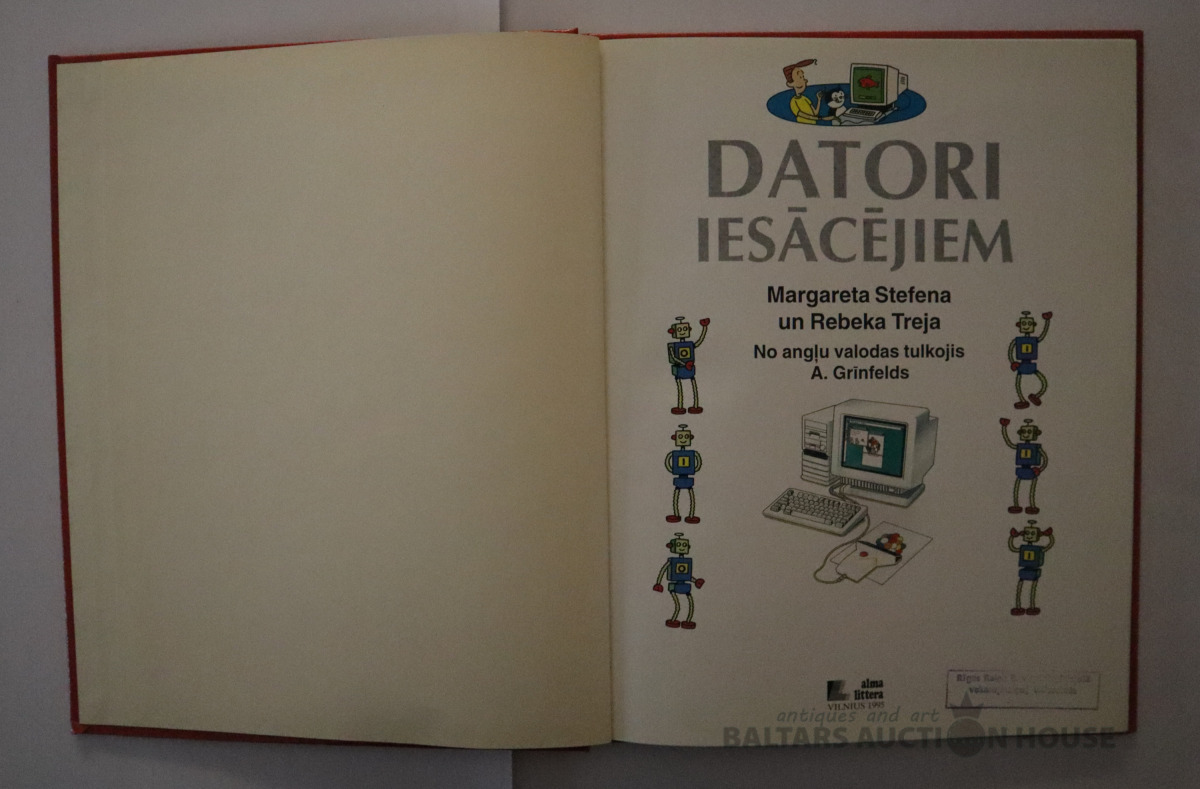 DATORI
IESĀCĒJIEM
Margareta Stefena
un Rebeka Treja
No angļu valodas tulkojis
A. Grīnfelds
alma
littera
VILNIUS 1995
Rīgas
antiques and art
BALTARS AUCTION HOUSE